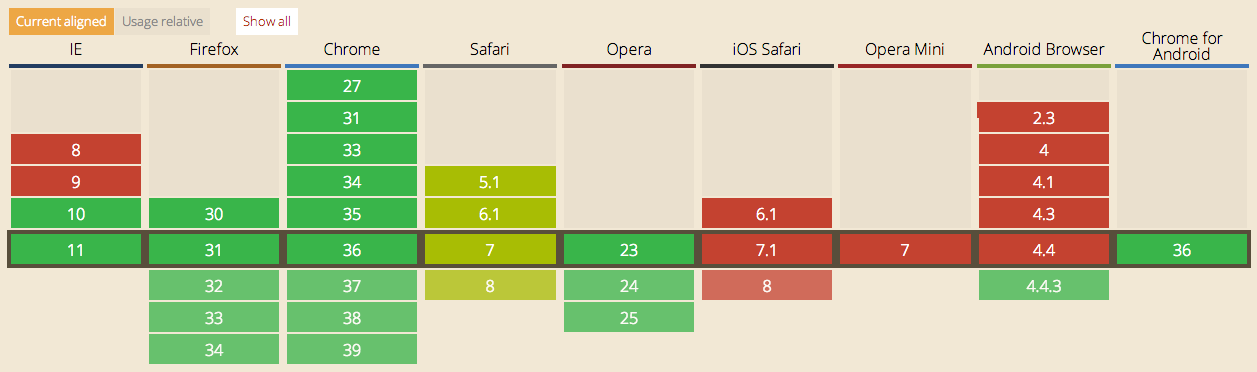 Current aligned Usage relative Show all
IE Firefox Chrome Safari Opera iOS Safari Opera Mini Android Browser Chrome for Android
27
31 2.3
8 33 4
9 34 5.1 4.1
10 30 35 6.1 6.1 4.3
11 31 36 7 23 7.1 7 4.4 36
32 37 8 24 8 4.4.3
33 38 25
34 39